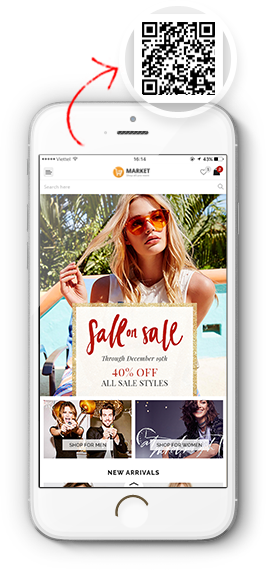 Viettel
16:14
43%
MARKET
Search here
Sale on sale
Through December 19th
40% OFF
ALL SALE STYLES
SHOP FOR MEN
SHOP FOR WOMEN
NEW ARRIVALS